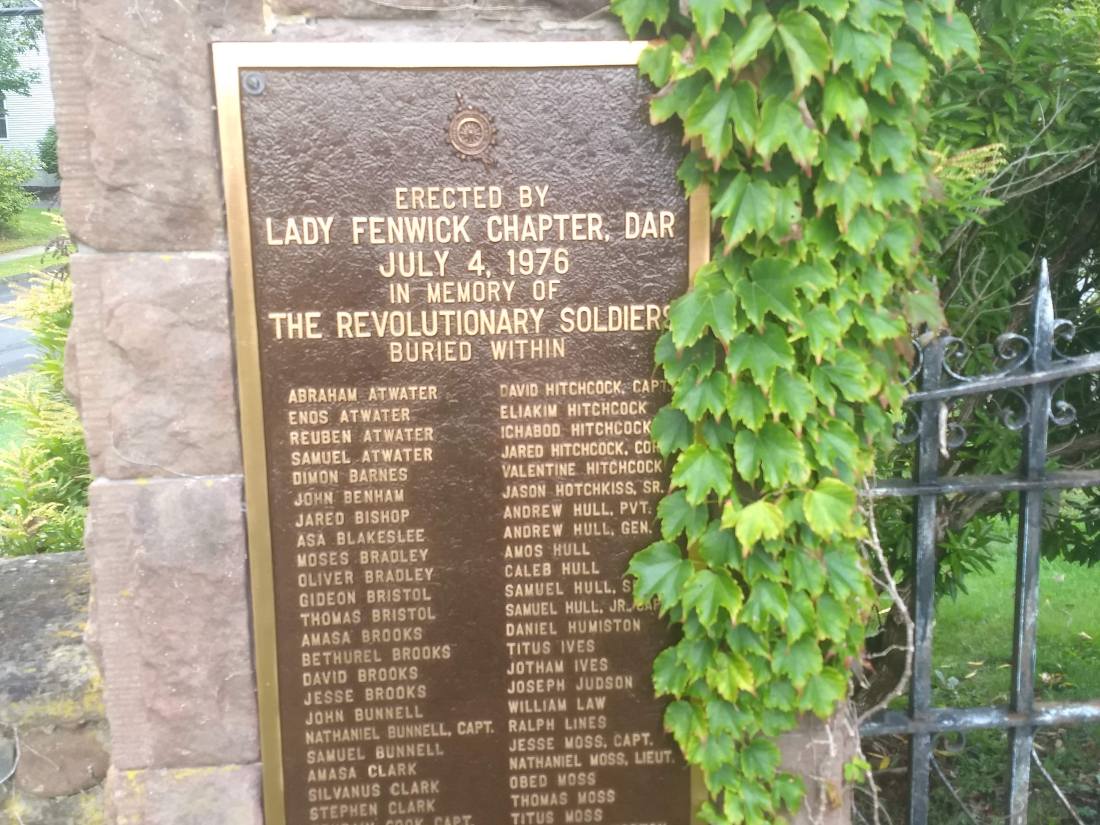 ERECTED BY
LADY FENWICK CHAPTER, DAR
JULY 4, 1976
IN MEMORY OF
THE REVOLUTIONARY SOLDIERS
BURIED WITHIN
ABRAHAM ATWATER
ENOS ATWATER
REUBEN ATWATER
SAMUEL ATWATER
DIMON BARNES
JOHN BENHAM
JARED BISHOP
ASA BLAKESLEE
MOSES BRADLEY
OLIVER BRADLEY
GIDEON BRISTOL
THOMAS BRISTOL
AMASA BROOKS
BETHUREL BROOKS
DAVID BROOKS
JESSE BROOKS
JOHN BUNNELL
NATHANIEL BUNNELL, CAPT.
SAMUEL BUNNELL
AMASA CLARK
SILVANUS CLARK
STEPHEN CLARK
COOK, CAPT.
DAVID HITCHCOCK, CAPT
ELIAKIM HITCHCOCK
ICHABOD HITCHCOCK
JARED HITCHCOCK,
VALENTINE HITCHCOCK
JASON HOTCHKISS, SR.
ANDREW HULL, PVT.
ANDREW HULL, GEN.
AMOS HULL
CALEB HULL
SAMUEL HULL,
SAMUEL HULL, JR., CAP
DANIEL HUMISTON
TITUS IVES
JOTHAM IVES
JOSEPH JUDSON
WILLIAM LAW
RALPH LINES
JESSE MOSS, CAPT.
NATHANIEL MOSS, LIEUT.
OBED MOSS
THOMAS MOSS
TITUS MOSS